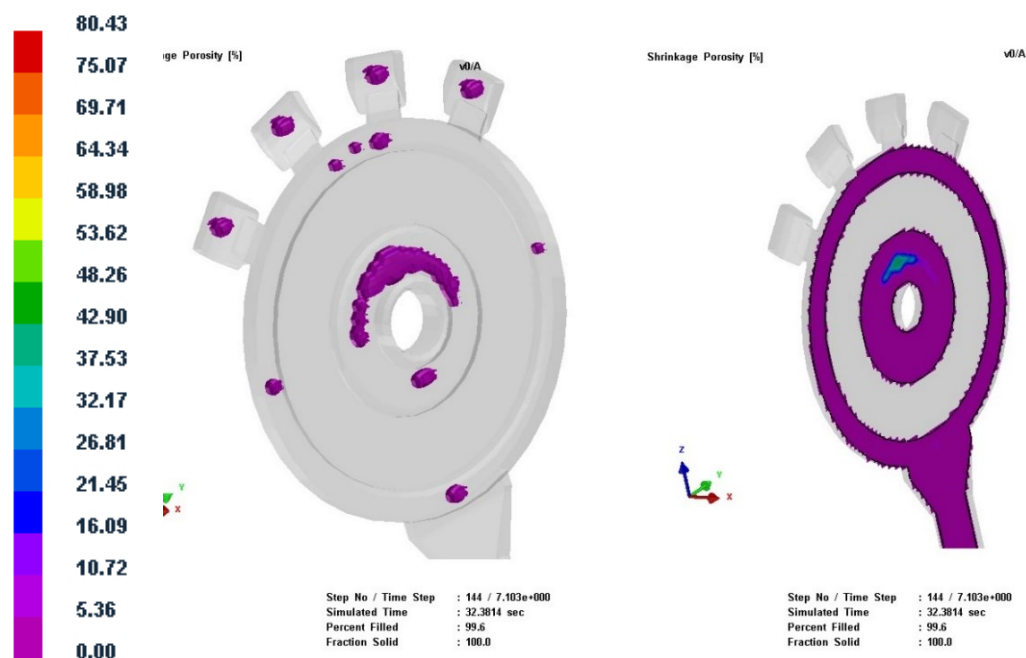 80.43
75.07
69.71
64.34
58.98
53.62
48.26
42.90
37.53
32.17
26.81
21.45
16.09
10.72
5.36
0.00
ge Porosity [%]
v0/A
Y
X
Step No / Time Step : 144 / 7.103e+000
Simulated Time : 32.3814 sec
Percent Filled : 99.6
Fraction Solid : 100.0
Shrinkage Porosity [%]
v0/A
Z
Y
X
Step No / Time Step : 144 / 7.103e+000
Simulated Time : 32.3814 sec
Percent Filled : 99.6
Fraction Solid : 100.0